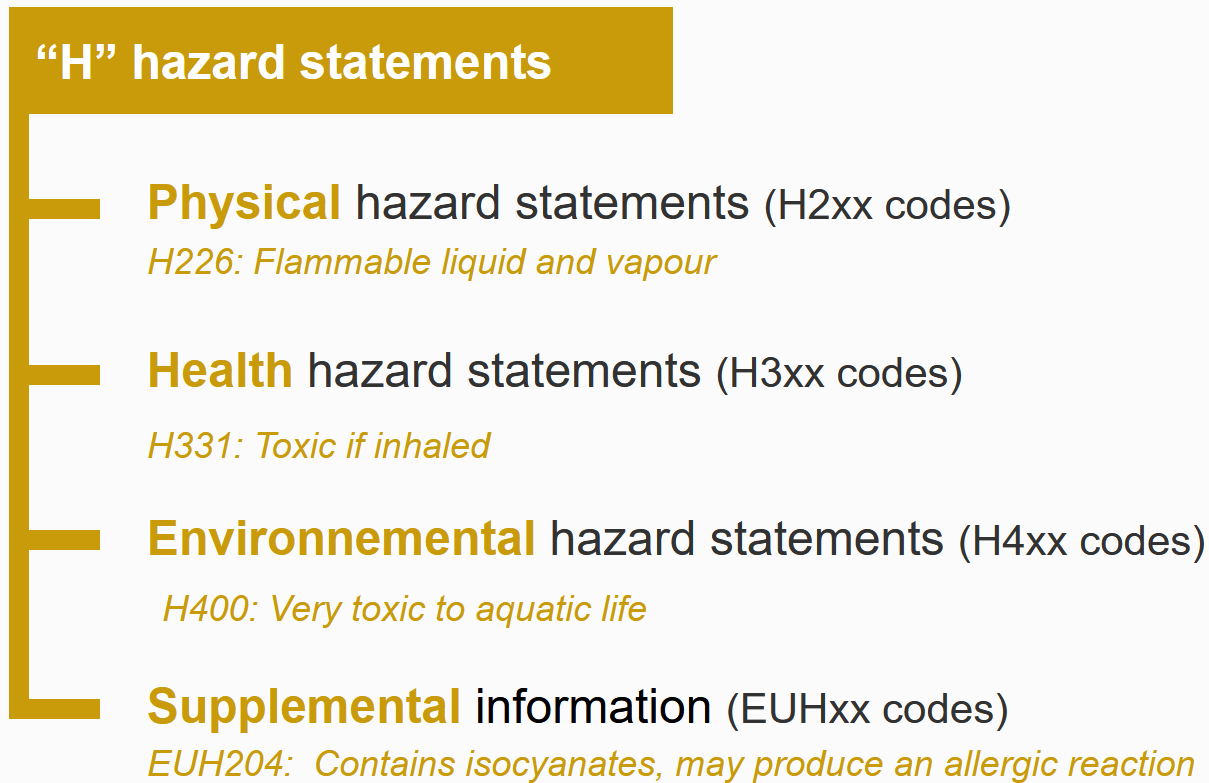 “H” hazard statements
Physical hazard statements (H2xx codes)
H226: Flammable liquid and vapour
Health hazard statements (H3xx codes)
H331: Toxic if inhaled
Environnemental hazard statements (H4xx codes)
H400: Very toxic to aquatic life
Supplemental information (EUHxx codes)
EUH204:  Contains isocyanates, may produce an allergic reaction